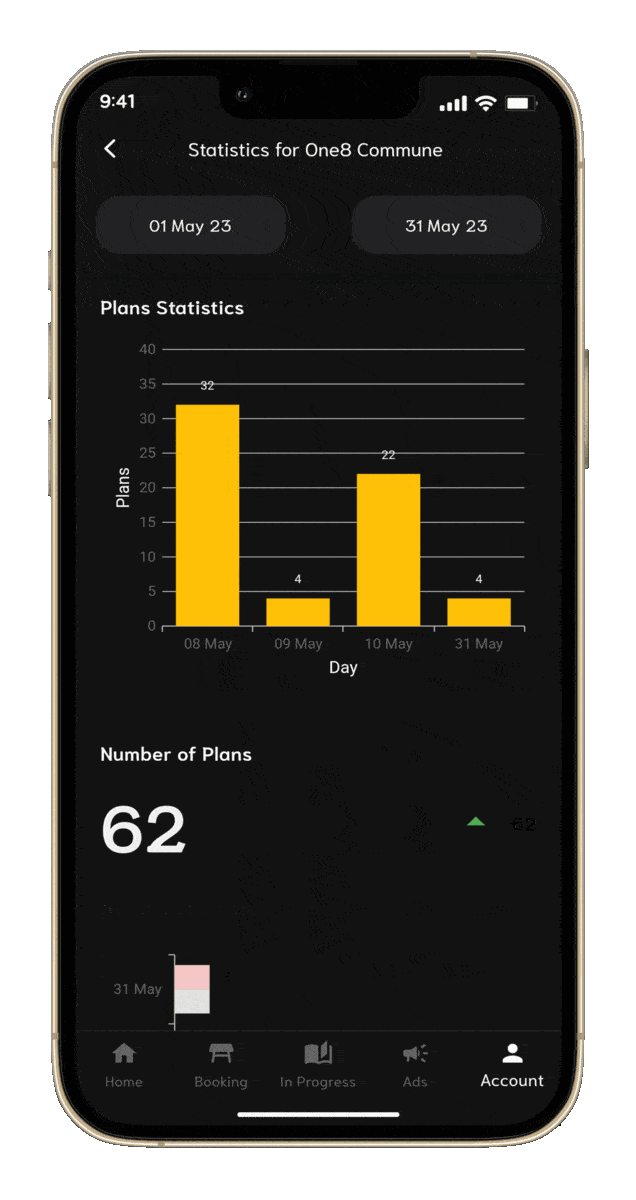 9:41
Statistics for One8 Commune
01 May 23
31 May 23
Plans Statistics
40
35
32
30
25
22
20
15
10
5
4
4
0
Plans
08 May
09 May
10 May
31 May
Day
Number of Plans
62
62
31 May
Home
Booking
In Progress
Ads
Account